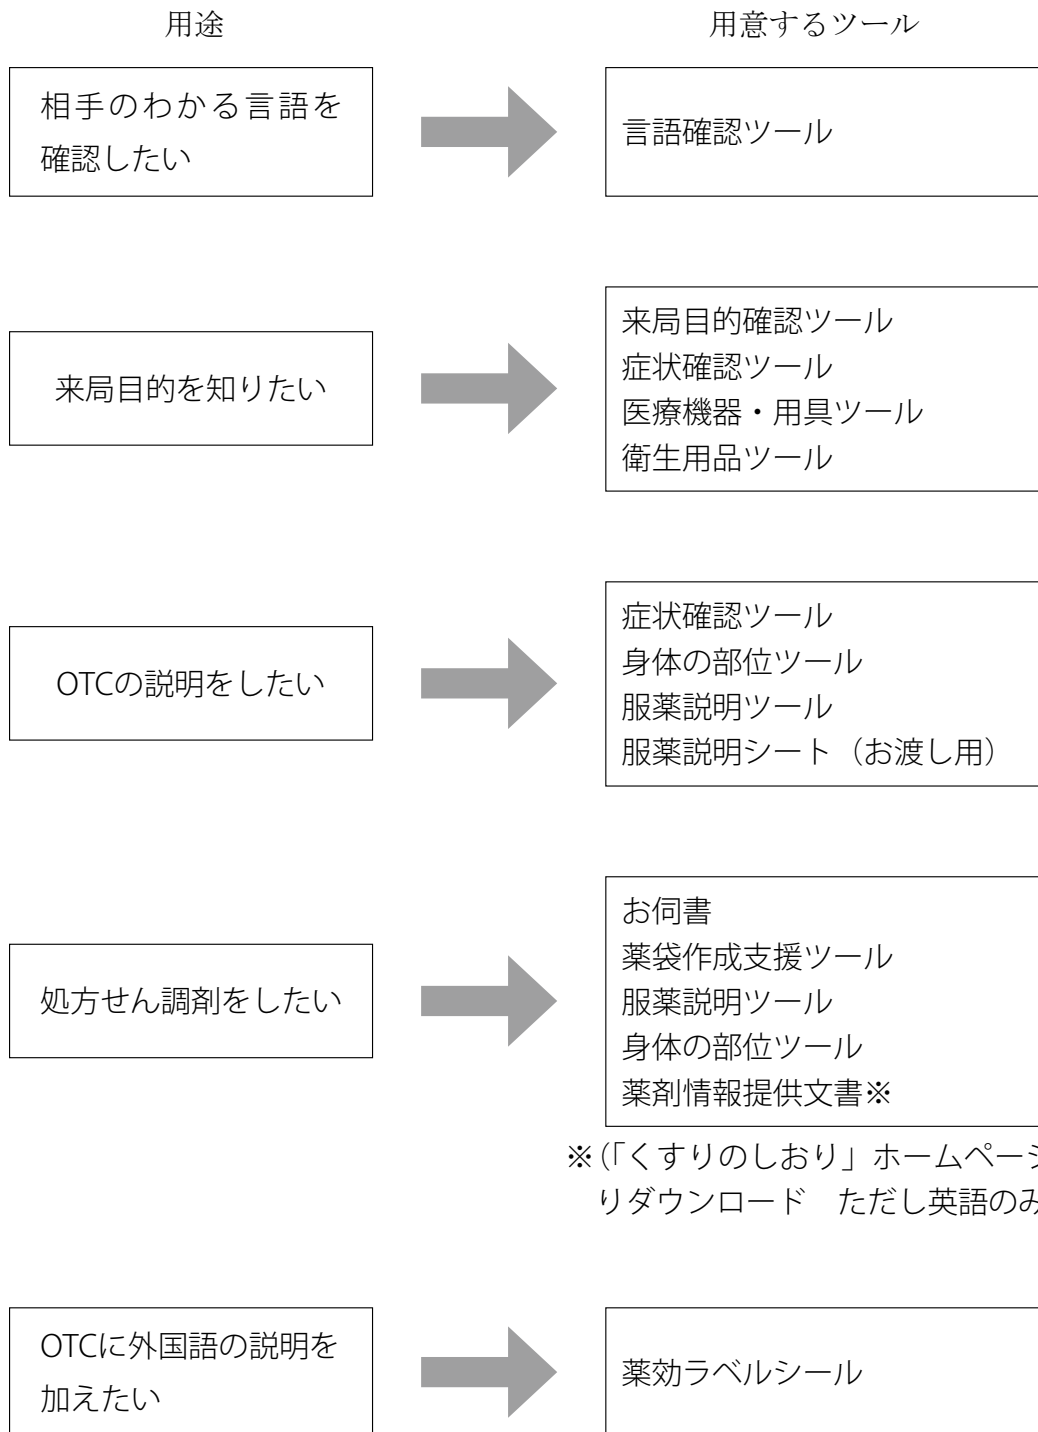 用途
用意するツール
相手のわかる言語を
確認したい
言語確認ツール
来局目的を知りたい
来局目的確認ツール
症状確認ツール
医療機器・用具ツール
衛生用品ツール
OTCの説明をしたい
症状確認ツール
身体の部位ツール
服薬説明ツール
服薬説明シート（お渡し用）
処方せん調剤をしたい
お伺書
薬袋作成支援ツール
服薬説明ツール
身体の部位ツール
薬剤情報提供文書※
※(「くすりのしおり」ホームページ
りダウンロード　ただし英語のみ
OTCに外国語の説明を
加えたい
薬効ラベルシール